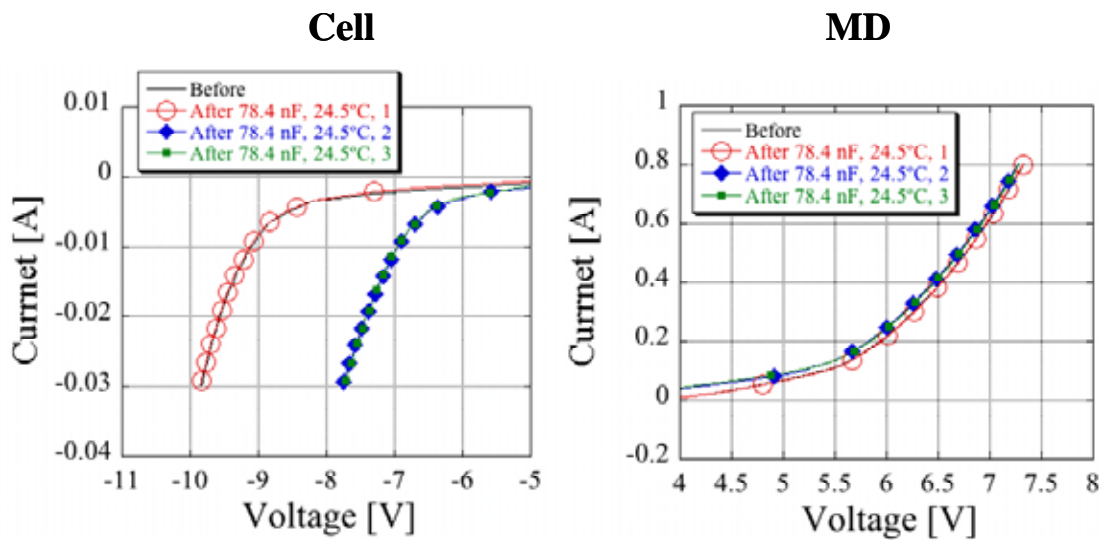 Cell
Before
After 78.4 nF, 24.5°C, 1
After 78.4 nF, 24.5°C, 2
After 78.4 nF, 24.5°C, 3
0.01
0
-0.01
-0.02
-0.03
-0.04
Currnet [A]
-11 -10 -9 -8 -7 -6 -5
Voltage [V]
MD
Before
After 78.4 nF, 24.5°C, 1
After 78.4 nF, 24.5°C, 2
After 78.4 nF, 24.5°C, 3
1
0.8
0.6
0.4
0.2
0
-0.2
Currnet [A]
4 4.5 5 5.5 6 6.5 7 7.5 8
Voltage [V]